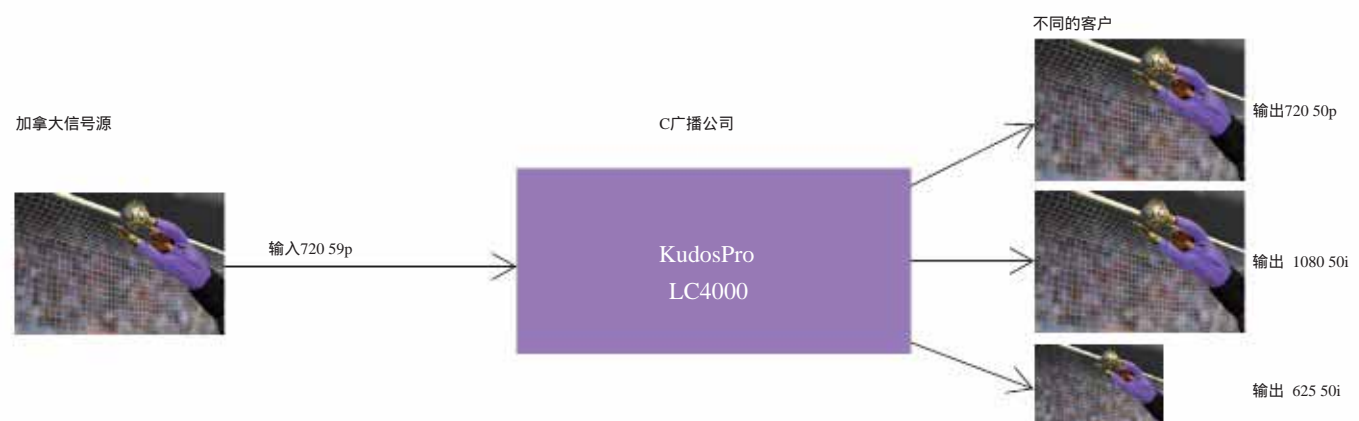 不同的客户
输出720 50p
加拿大信号源
C广播公司
输入720 59p
KudosPro
LC4000
输出 1080 50i
输出 625 50i